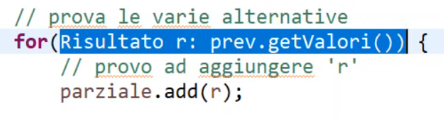 // prova le varie alternative
for(Risultato r: prev.getValori()) {
// provo ad aggiungere 'r'
parziale.add(r);